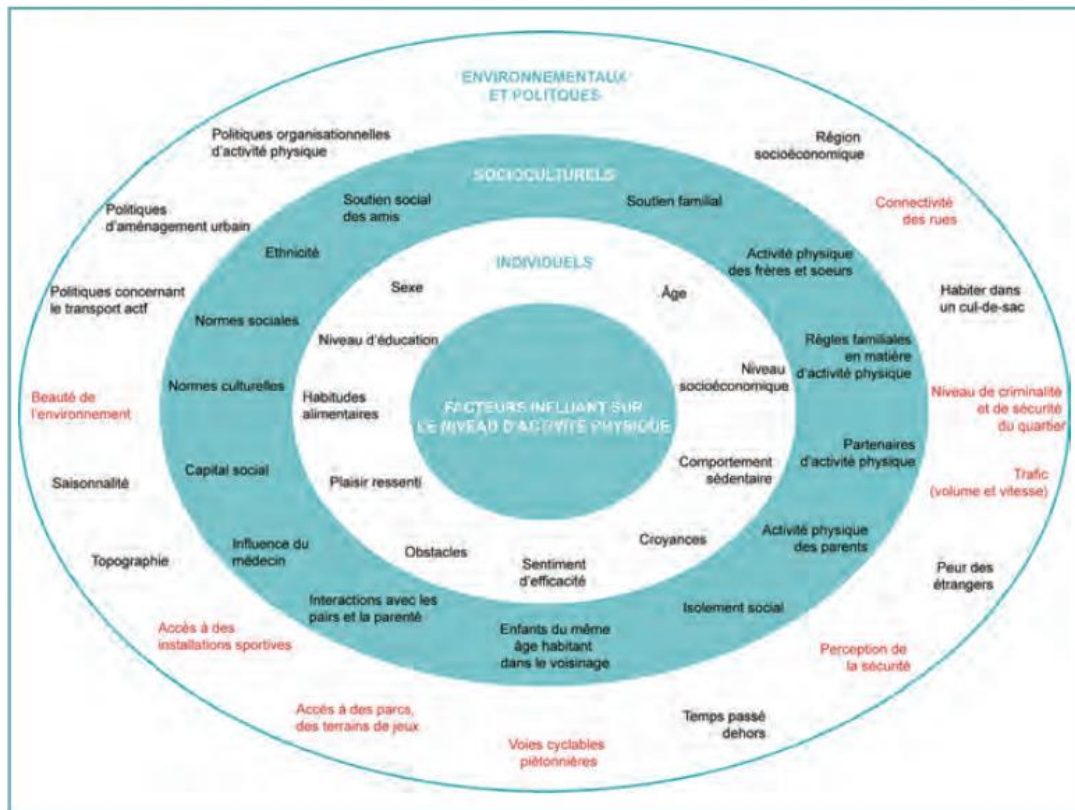 ENVIRONNEMENTAUX
ET POLITQUES
Politiques organisationnelles
d'activité physique
Région
socioéconomique
Politiques
d'aménagement urbain
Connectivité
des rues
Politiques concernant
le transport actf
Habiter dans
un cul-de-sac
Beauté de
l'environnement
Niveau de criminalité
et de sécurité
du quartier
Saisonnalité
Trafic
(volume et vitesse)
Topographie
Peur des
étrangers
Accès à des
installations sportives
Perception de
la sécurité
Accès à des parcs,
des terrains de jeux
Voies cyclables
piètonnières
Temps passé
dehors
SOCIOCULTURELS
Soutien social
des amis
Soutien familial
Ethnicité
Activité physique
des frères et soeurs
Normes sociales
Règles familiales
en matière
d'activité physique
Normes culturelles
Partenaires
d'activité physique
Capital social
Activité physique
des parents
Influence du
médecin
Isolement social
Interactions avec les
pairs et la parenté
Enfants du même
âge habitant
dans le voisinage
INDIVIDUELS
Sexe
Âge
Niveau d'éducation
Niveau
socioéconomique
Habitudes
alimentaires
Comportement
sédentaire
Plaisir ressenti
Croyances
Obstacles
Sentiment
d'efficacité
FACTEURS INFLUANT SUR
LE NIVEAU D'ACTIVITÉ PHYSIQUE